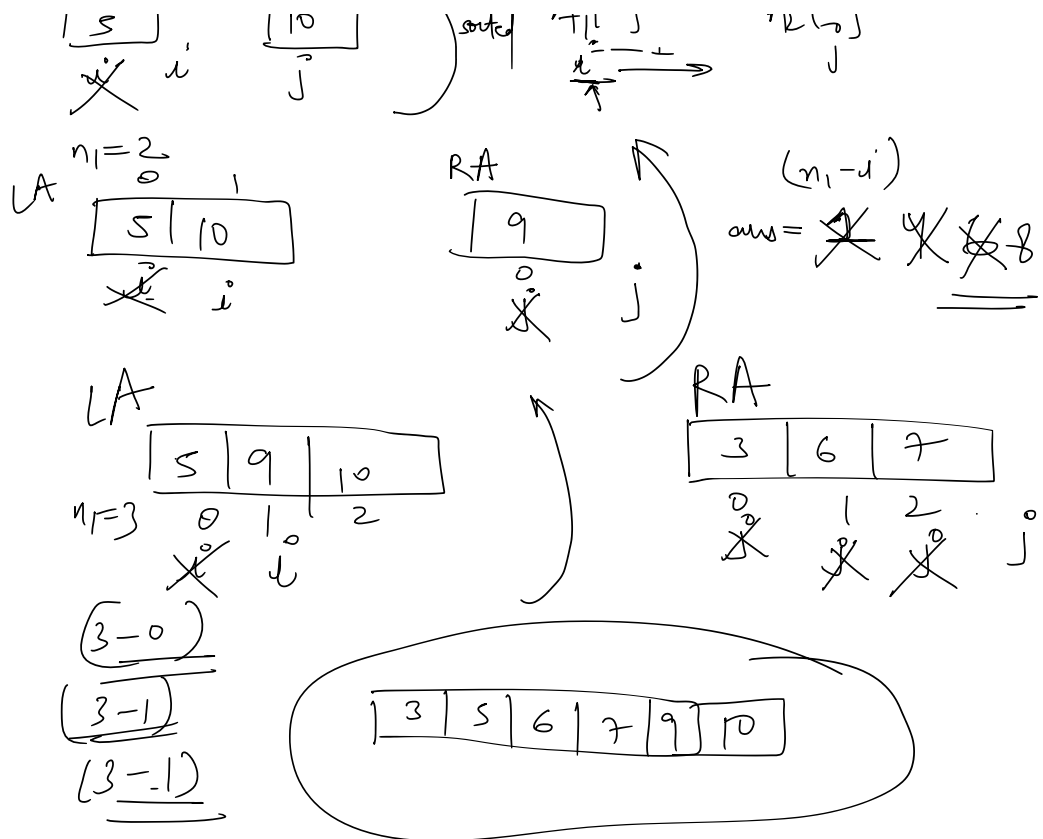 5 10 sorted
i i j i j
n1=2 RA (n1-i)
LA 0 1
5 10 9 ans= 4 6 8
i i 0
j j
LA RA
5 9 10 3 6 7
n1=3 0 1 2 0 1 2
i i j j j j
(3-0)
(3-1)
(3-1)
3 5 6 7 9 10